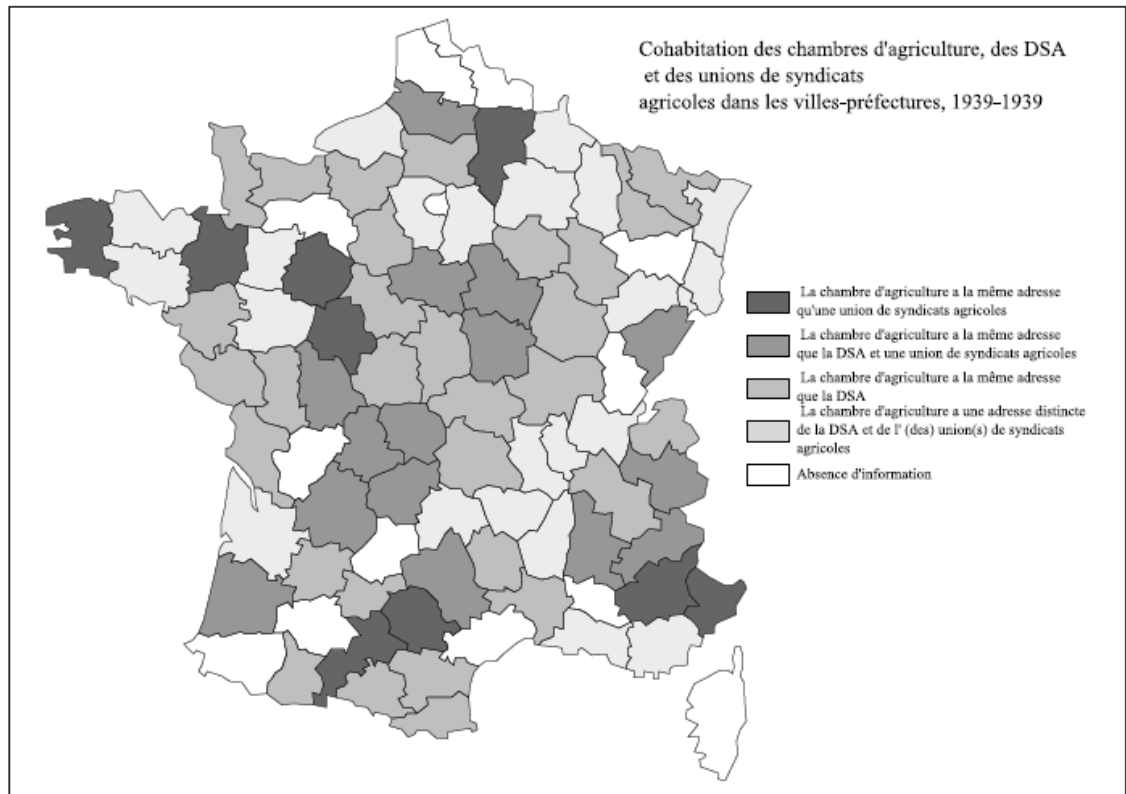 Cohabitation des chambres d'agriculture, des DSA
et des unions de syndicats
agricoles dans les villes-préfectures, 1939-1939
La chambre d'agriculture a la même adresse
qu'une union de syndicats agricoles
La chambre d'agriculture a la même adresse
que la DSA et une union de syndicats agricoles
La chambre d'agriculture a la même adresse
que la DSA
La chambre d'agriculture a une adresse distincte
de la DSA et de l' (des) union(s) de syndicats
agricoles
Absence d'information